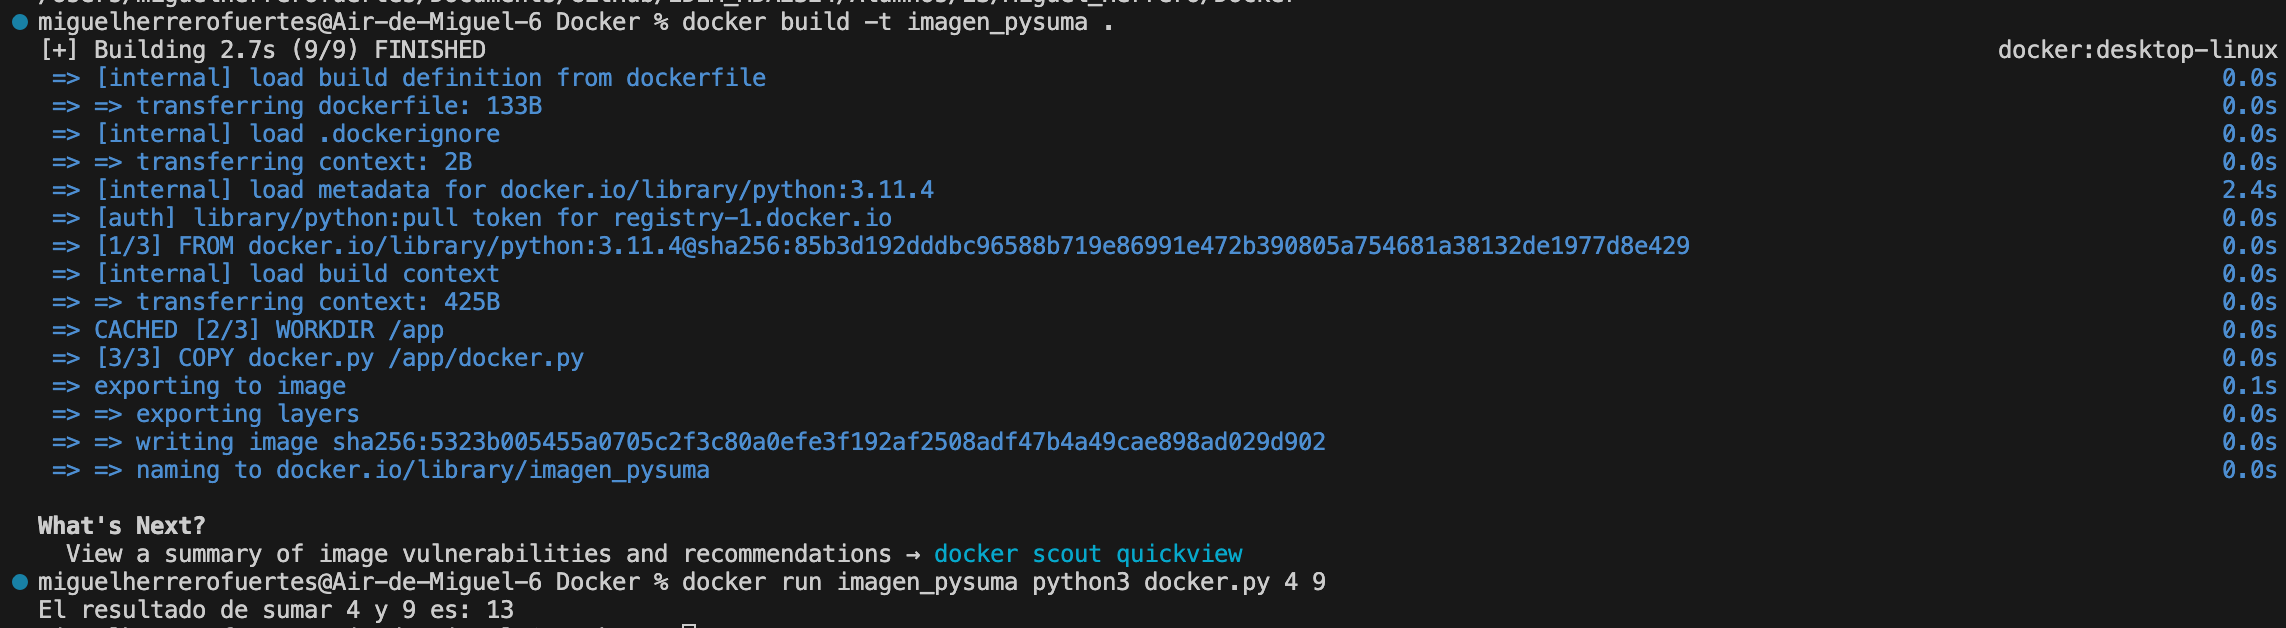 miguelherrerofuertes@Air-de-Miguel-6 Docker % docker build -t imagen_pysuma .
[+] Building 2.7s (9/9) FINISHED docker:desktop-linux
=> [internal] load build definition from dockerfile 0.0s
=> => transferring dockerfile: 133B 0.0s
=> [internal] load .dockerignore 0.0s
=> => transferring context: 2B 0.0s
=> [internal] load metadata for docker.io/library/python:3.11.4 2.4s
=> [auth] library/python:pull token for registry-1.docker.io 0.0s
=> [1/3] FROM docker.io/library/python:3.11.4@sha256:85b3d192dddbc96588b719e86991e472b390805a754681a38132de1977d8e429 0.0s
=> [internal] load build context 0.0s
=> => transferring context: 425B 0.0s
=> CACHED [2/3] WORKDIR /app 0.0s
=> [3/3] COPY docker.py /app/docker.py 0.0s
=> exporting to image 0.1s
=> => exporting layers 0.0s
=> => writing image sha256:5323b005455a0705c2f3c80a0efe3f192af2508adf47b4a49cae898ad029d902 0.0s
=> => naming to docker.io/library/imagen_pysuma 0.0s
What's Next?
View a summary of image vulnerabilities and recommendations → docker scout quickview
miguelherrerofuertes@Air-de-Miguel-6 Docker % docker run imagen_pysuma python3 docker.py 4 9
El resultado de sumar 4 y 9 es: 13